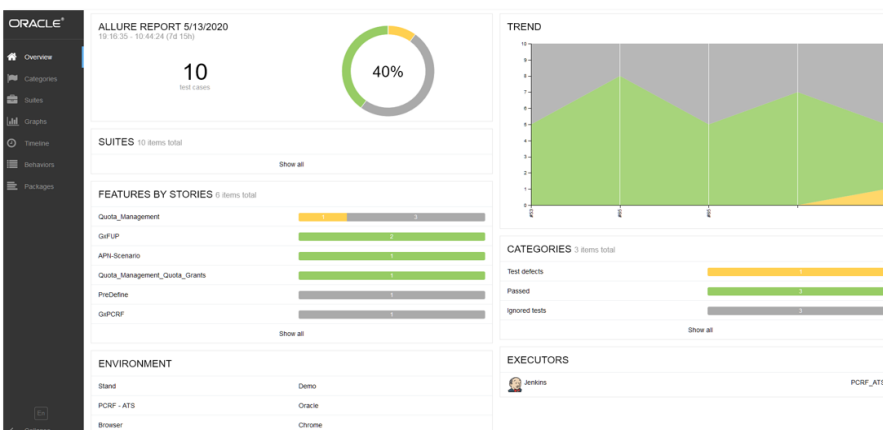 ORACLE®
Overview
Categories
Suites
Graphs
Timeline
Behaviors
Packages
En
ALLURE REPORT 5/13/2020
19:16:35 - 10:44:24 (7d 15h)
10
test cases
40%
SUITES 10 items total
Show all
FEATURES BY STORIES 6 items total
Quota_Management 1 3
GxFUP 2
APN-Scenario 1
Quota_Management_Quota_Grants 1
PreDefine 1
GxPCRF 1
Show all
ENVIRONMENT
Stand Demo
PCRF - ATS Oracle
Browser Chrome
TREND
10
9
8
7
6
5
4
3
2
1
0
CATEGORIES 3 items total
Test defects 1
Passed 3
Ignored tests 3
Show all
EXECUTORS
Jenkins PCRF_ATS